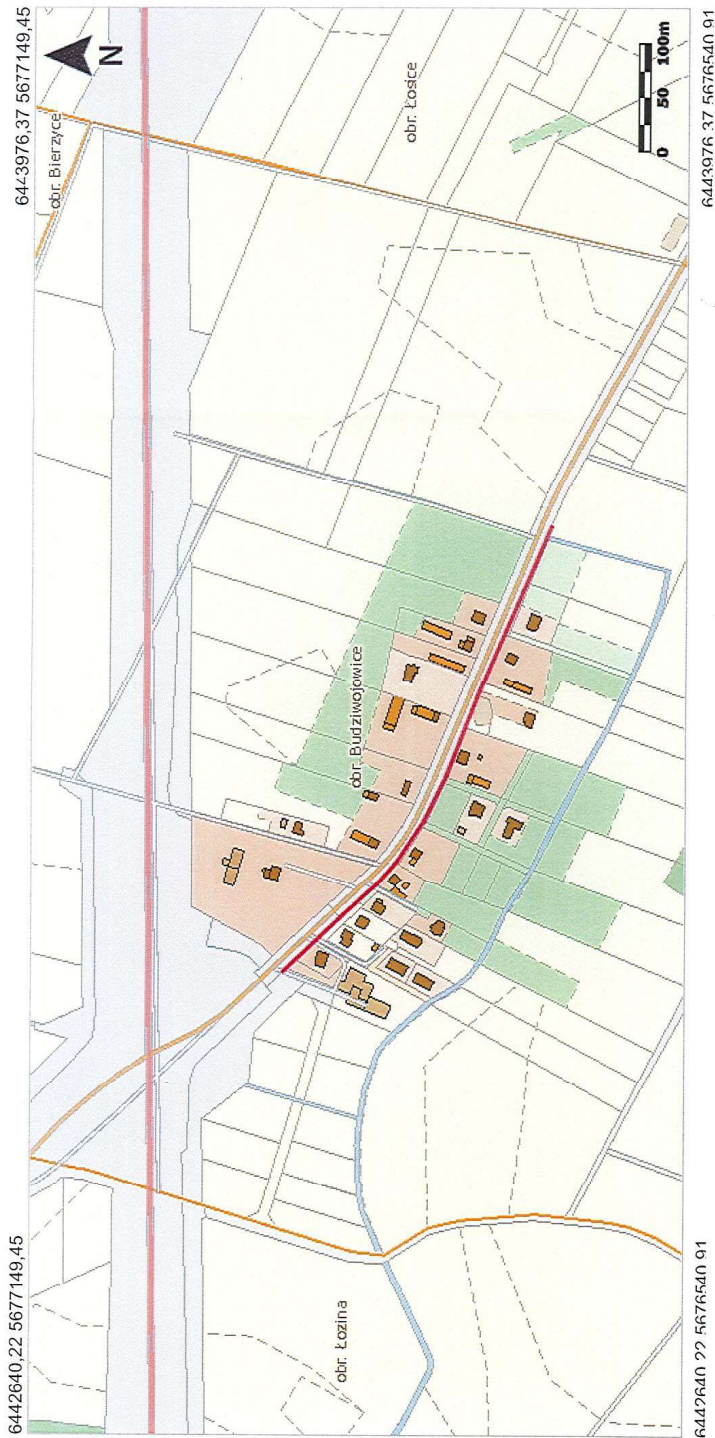 6442640,22 5677149,45
6443976,37 5677149,45
N
obr. Bierzyce
obr. Łosice
obr. Budziwojowice
obr. Łozina
0 50 100m
6442640,22 5676540,91
6443976,37 5676540,91